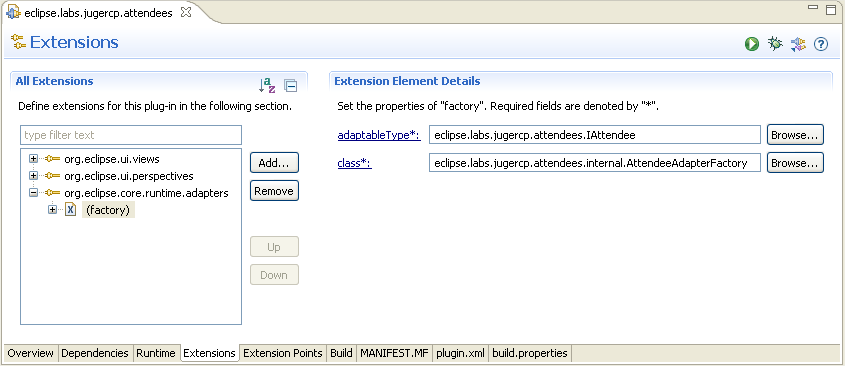 eclipse.labs.jugercp.attendees
Extensions
All Extensions
Define extensions for this plug-in in the following section.
type filter text
org.eclipse.ui.views
org.eclipse.ui.perspectives
org.eclipse.core.runtime.adapters
(factory)
Add...
Remove
Up
Down
Extension Element Details
Set the properties of "factory". Required fields are denoted by "*".
adaptableType*: eclipse.labs.jugercp.attendees.IAttendee Browse...
class*: eclipse.labs.jugercp.attendees.internal.AttendeeAdapterFactory Browse...
Overview Dependencies Runtime Extensions Extension Points Build MANIFEST.MF plugin.xml build.properties